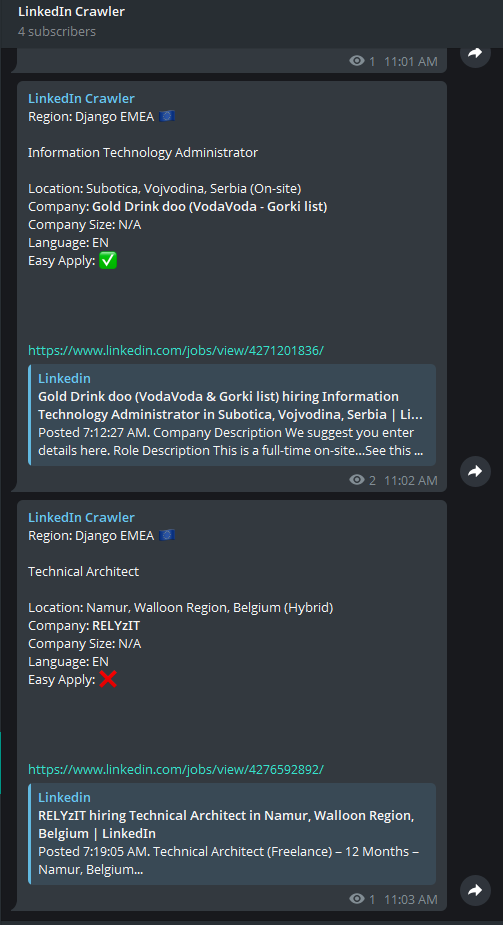 LinkedIn Crawler
4 subscribers
1 11:01 AM
LinkedIn Crawler
Region: Django EMEA 🇪🇺
Information Technology Administrator
Location: Subotica, Vojvodina, Serbia (On-site)
Company: Gold Drink doo (VodaVoda - Gorki list)
Company Size: N/A
Language: EN
Easy Apply: ✅
https://www.linkedin.com/jobs/view/4271201836/
Linkedin
Gold Drink doo (VodaVoda & Gorki list) hiring Information
Technology Administrator in Subotica, Vojvodina, Serbia | Li...
Posted 7:12:27 AM. Company Description We suggest you enter
details here. Role Description This is a full-time on-site...See this ...
2 11:02 AM
LinkedIn Crawler
Region: Django EMEA 🇪🇺
Technical Architect
Location: Namur, Walloon Region, Belgium (Hybrid)
Company: RELYzIT
Company Size: N/A
Language: EN
Easy Apply: ❌
https://www.linkedin.com/jobs/view/4276592892/
Linkedin
RELYzIT hiring Technical Architect in Namur, Walloon Region,
Belgium | LinkedIn
Posted 7:19:05 AM. Technical Architect (Freelance) – 12 Months –
Namur, Belgium...
1 11:03 AM